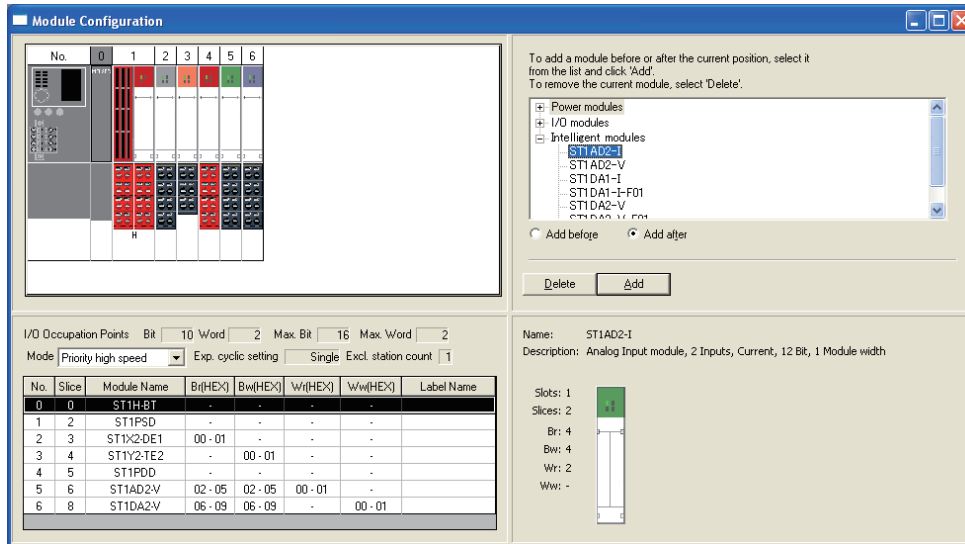 Module Configuration
No. 0 1 2 3 4 5 6
H
To add a module before or after the current position, select it
from the list and click 'Add'.
To remove the current module, select 'Delete'.
Power modules
I/O modules
Intelligent modules
ST1AD2-I
ST1AD2-V
ST1DA1-I
ST1DA1-I-F01
ST1DA2-V
Add before Add after
Delete Add
I/O Occupation Points Bit 10 Word 2 Max. Bit 16 Max. Word 2
Mode Priority high speed Exp. cyclic setting Single Excl. station count 1
No. Slice Module Name Br(HEX) Bw(HEX) Wr(HEX) Ww(HEX) Label Name
0 0 ST1H-BT - - - -
1 2 ST1PSD - - - -
2 3 ST1X2-DE1 00 - 01 - - -
3 4 ST1Y2-TE2 - 00 - 01 - -
4 5 ST1PDD - - - -
5 6 ST1AD2-V 02 - 05 02 - 05 00 - 01 -
6 8 ST1DA2-V 06 - 09 06 - 09 - 00 - 01
Name: ST1AD2-I
Description: Analog Input module, 2 Inputs, Current, 12 Bit, 1 Module width
Slots: 1
Slices: 2
Br: 4
Bw: 4
Wr: 2
Ww: -